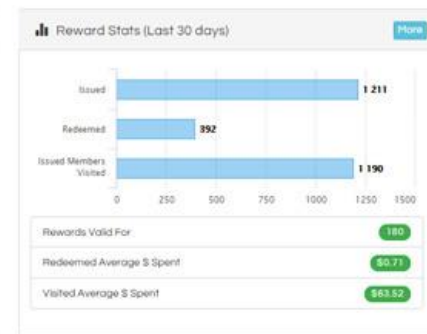 Reward Stats (Last 30 days) More
Issued 1 211
Redeemed 392
Issued Members
Visited 1 190
0 250 500 750 1000 1250 1500
Rewards Valid For 180
Redeemed Average $ Spent $0.71
Visited Average $ Spent $63.52